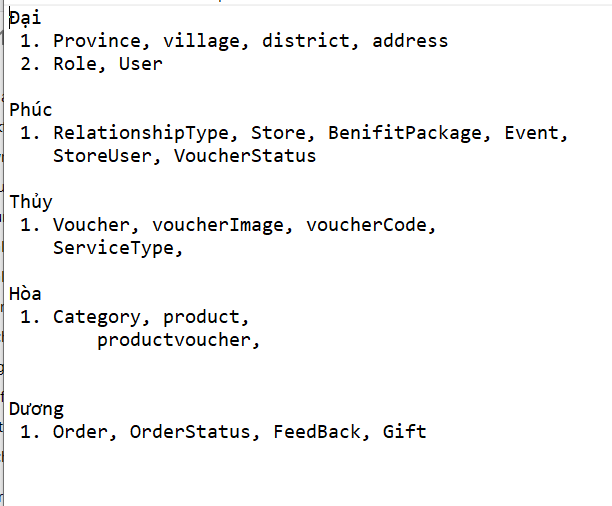 Đại
1. Province, village, district, address
2. Role, User
Phúc
1. RelationshipType, Store, BenifitPackage, Event,
StoreUser, VoucherStatus
Thủy
1. Voucher, voucherImage, voucherCode,
ServiceType,
Hòa
1. Category, product,
productvoucher,
Dương
1. Order, OrderStatus, FeedBack, Gift